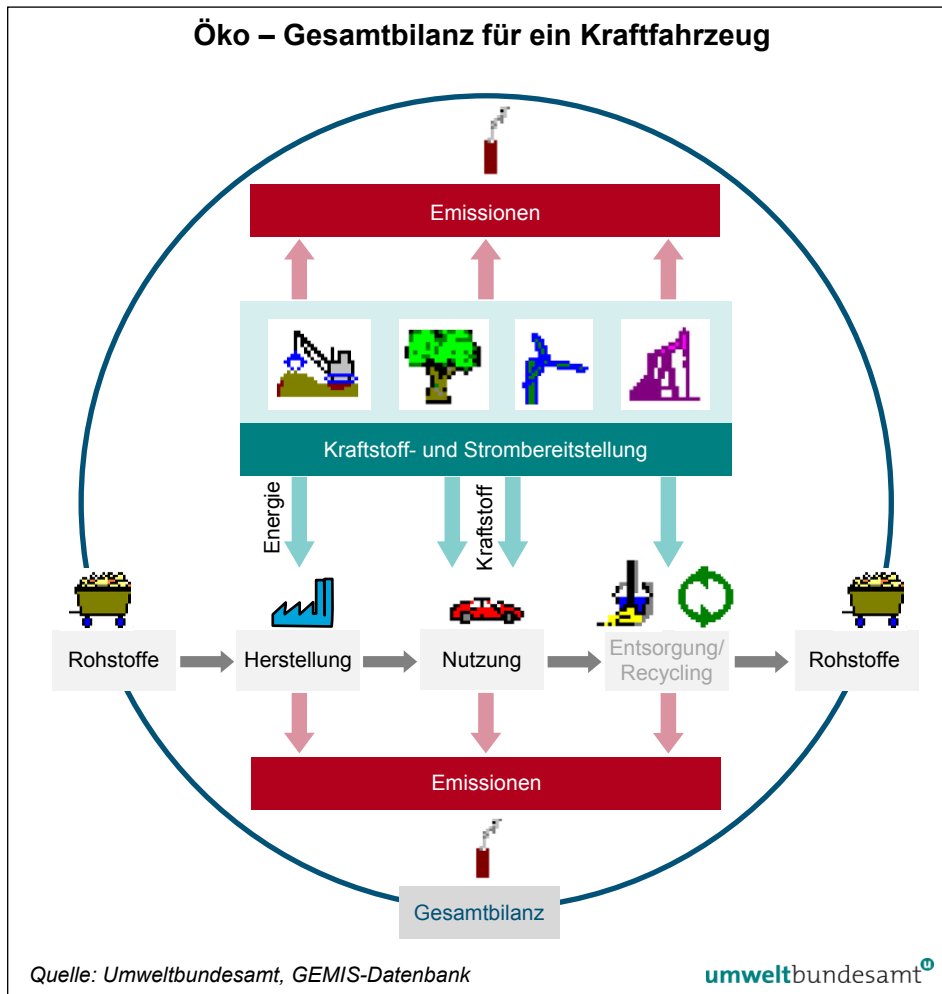 Öko – Gesamtbilanz für ein Kraftfahrzeug
Emissionen
Kraftstoff- und Strombereitstellung
Energie
Kraftstoff
Rohstoffe
Herstellung
Nutzung
Entsorgung/
Recycling
Rohstoffe
Emissionen
Gesamtbilanz
Quelle: Umweltbundesamt, GEMIS-Datenbank
umweltbundesamt u